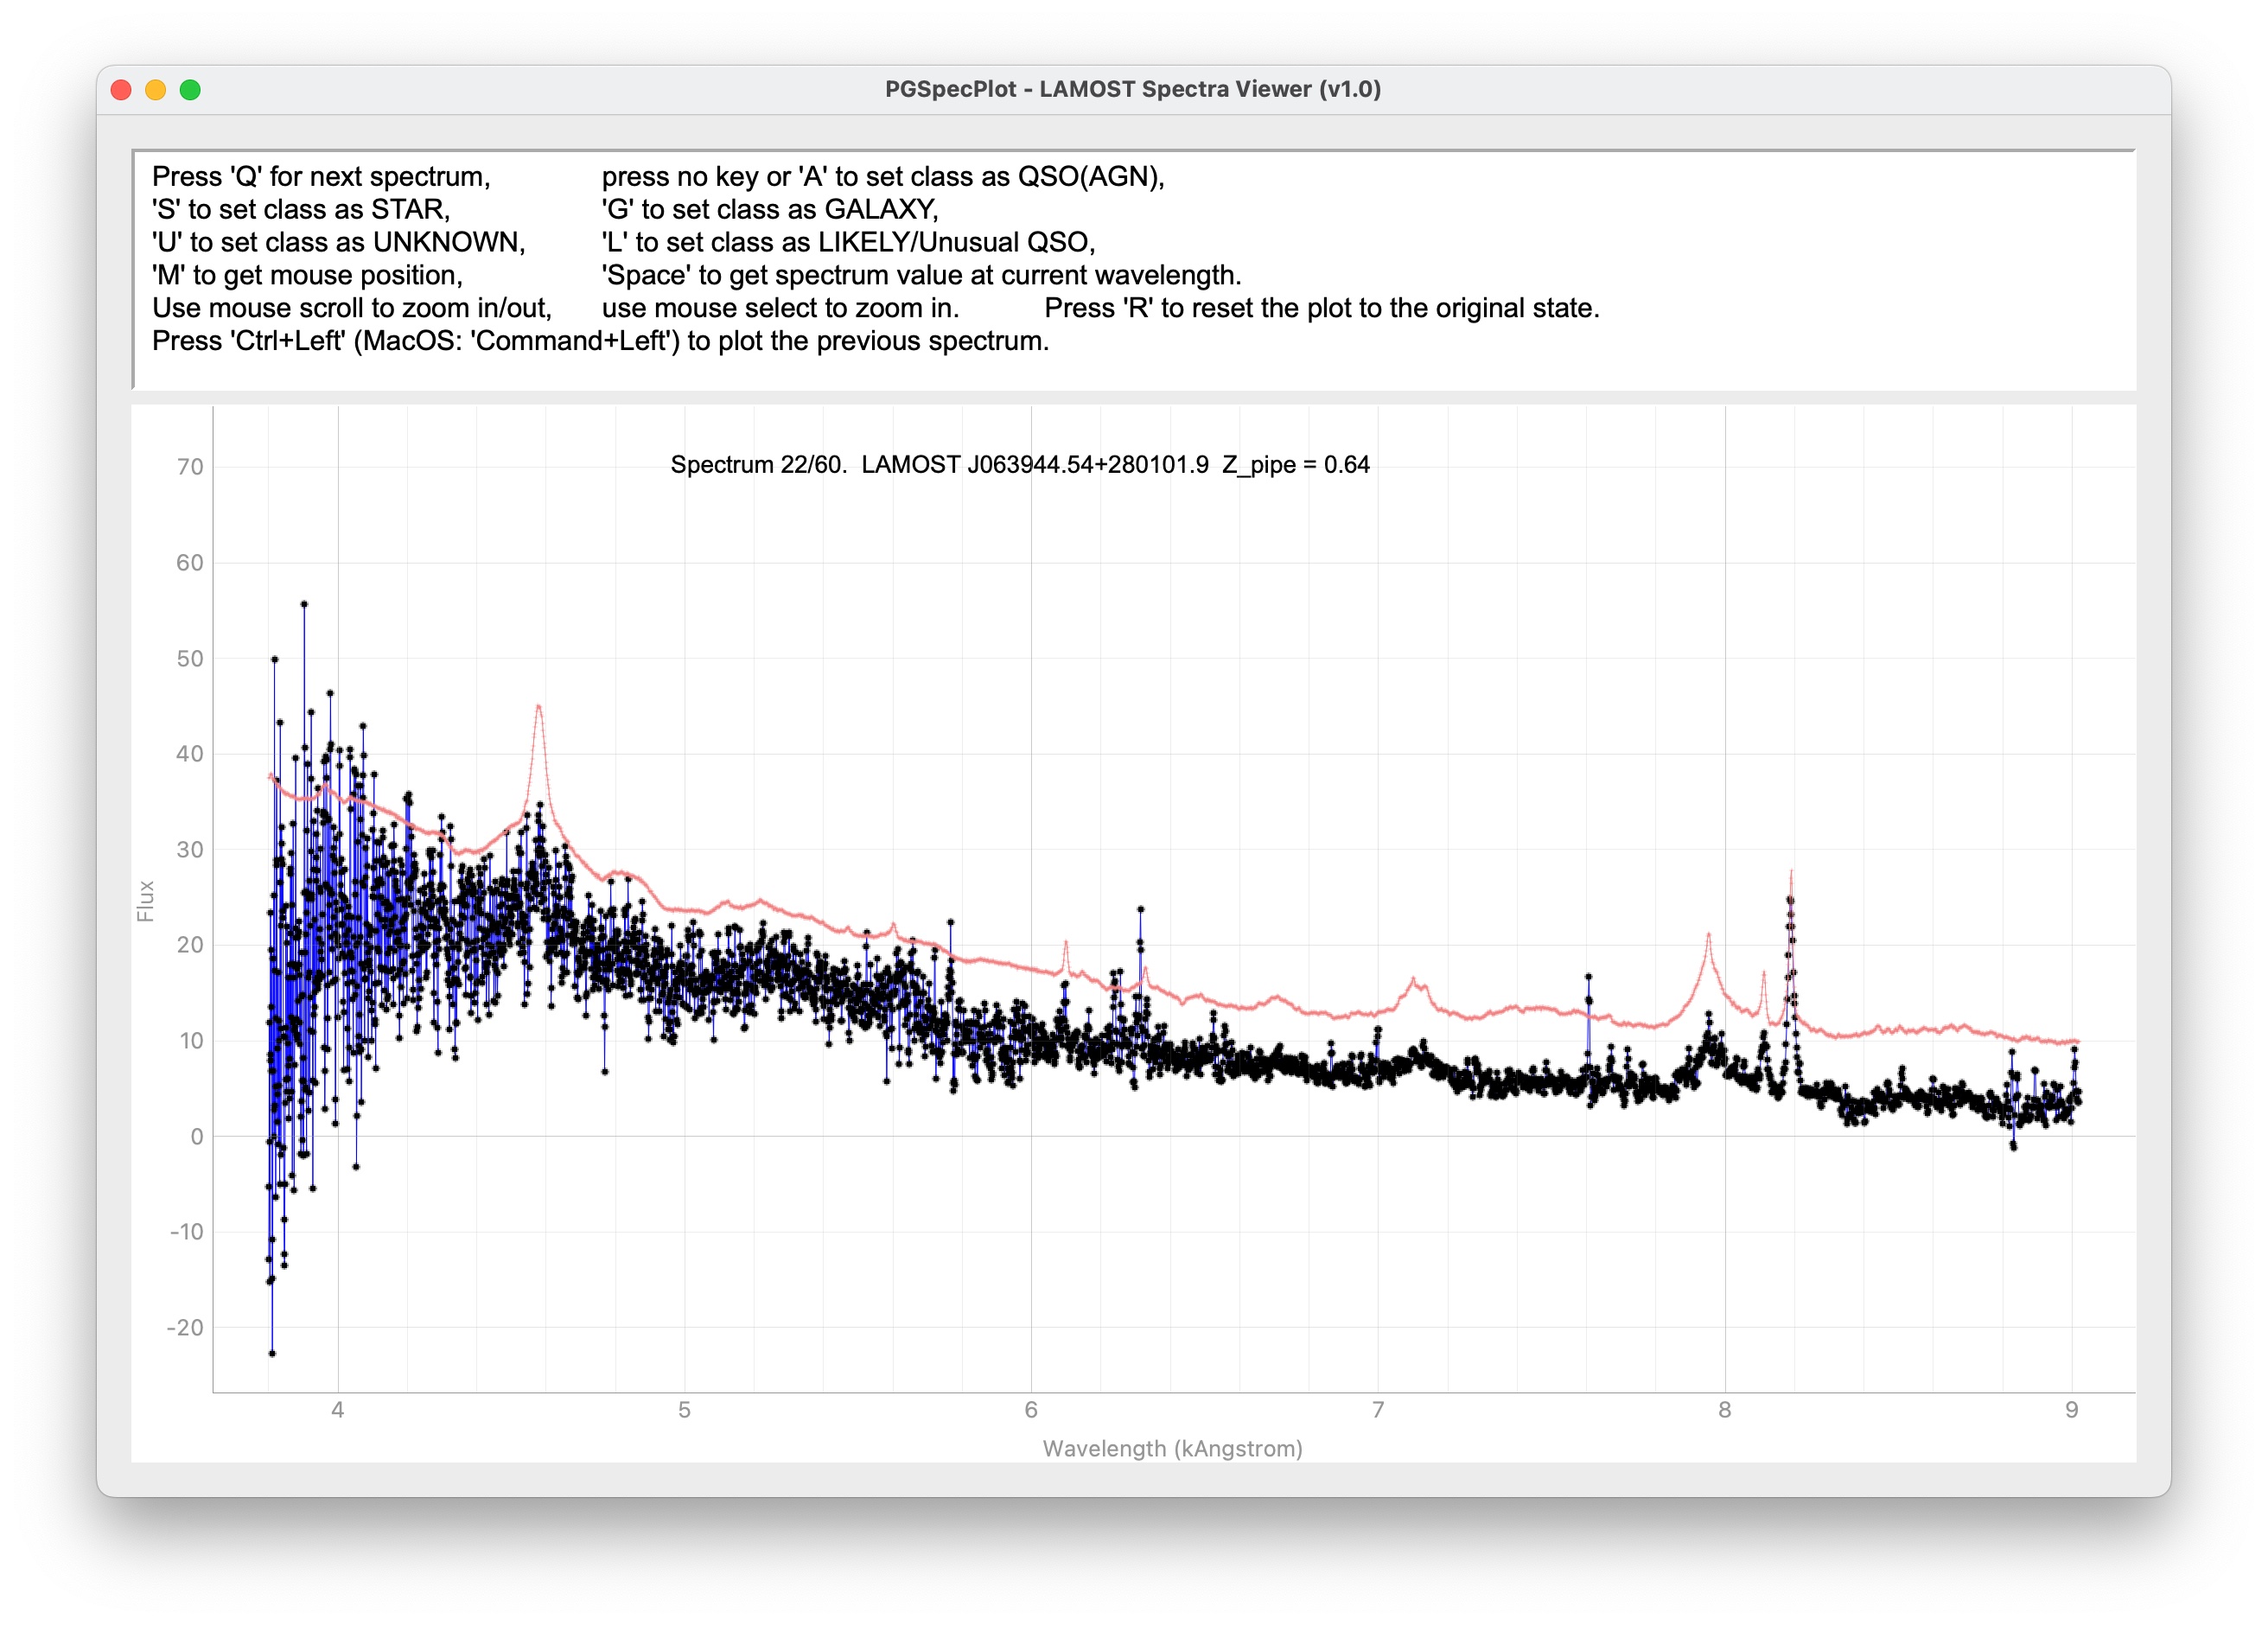 PGSpecPlot - LAMOST Spectra Viewer (v1.0)
Press 'Q' for next spectrum, press no key or 'A' to set class as QSO(AGN),
'S' to set class as STAR, 'G' to set class as GALAXY,
'U' to set class as UNKNOWN, 'L' to set class as LIKELY/Unusual QSO,
'M' to get mouse position, 'Space' to get spectrum value at current wavelength.
Use mouse scroll to zoom in/out, use mouse select to zoom in. Press 'R' to reset the plot to the original state.
Press 'Ctrl+Left' (MacOS: 'Command+Left') to plot the previous spectrum.
Spectrum 22/60. LAMOST J063944.54+280101.9 Z_pipe = 0.64
70
60
50
40
30
20
10
0
-10
-20
Flux
4 5 6 7 8 9
Wavelength (kAngstrom)